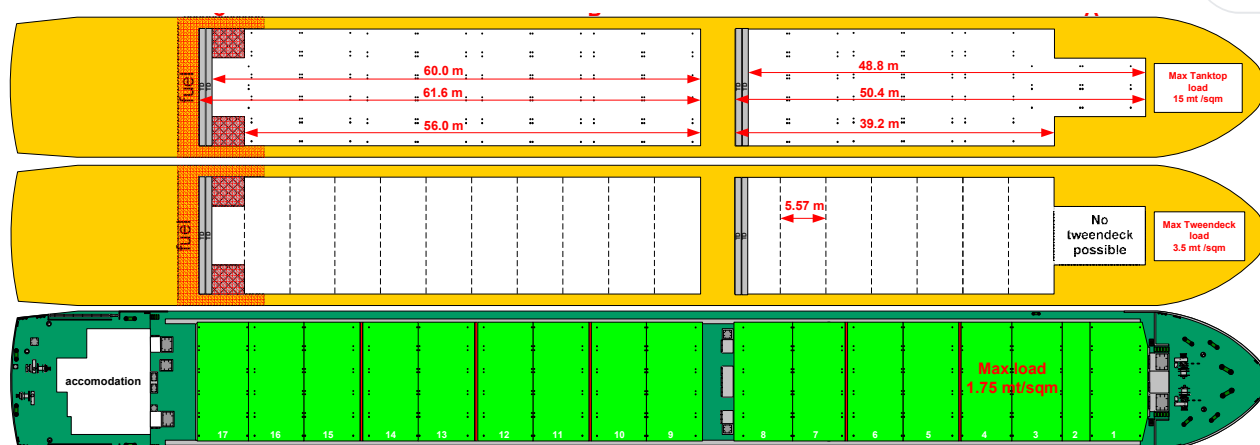 fuel
60.0 m
61.6 m
56.0 m
48.8 m
50.4 m
39.2 m
Max Tanktop
load
15 mt /sqm
fuel
5.57 m
No
tweendeck
possible
Max Tweendeck
load
3.5 mt /sqm
accomodation
Max load
1.75 mt/sqm
17 16 15 14 13 12 11 10 9 8 7 6 5 4 3 2 1